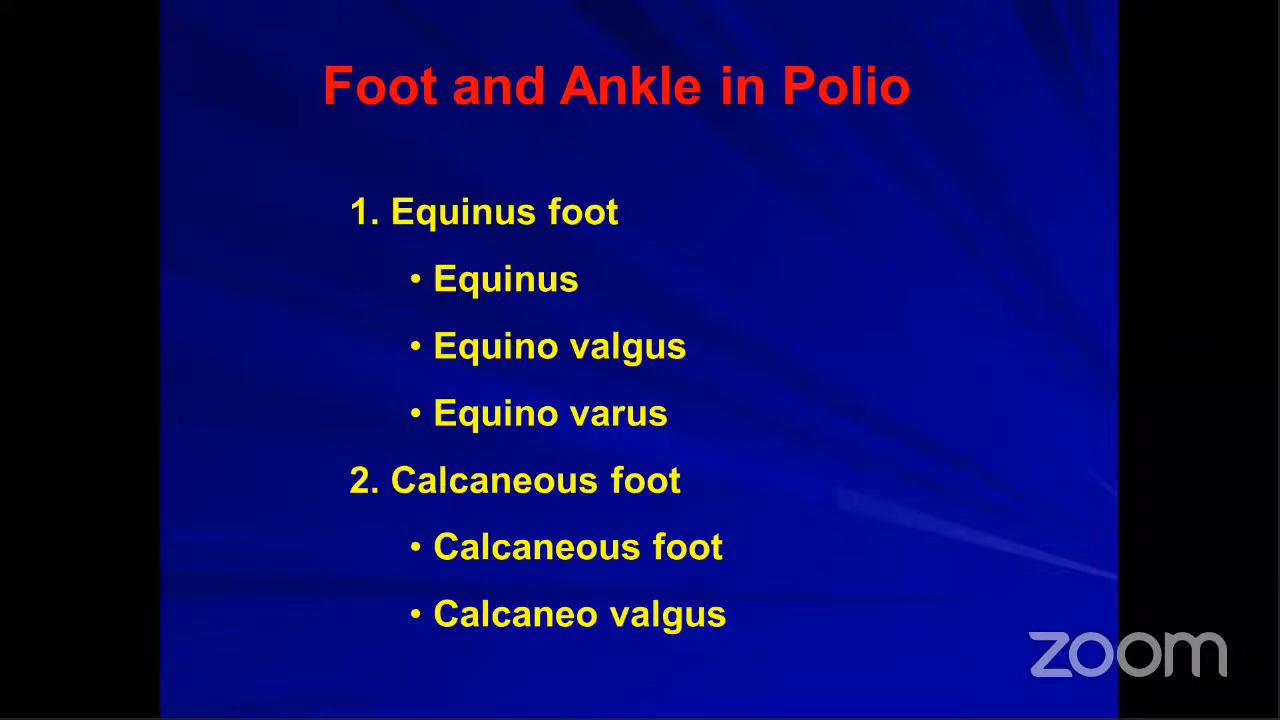 Foot and Ankle in Polio
1. Equinus foot
• Equinus
• Equino valgus
• Equino varus
2. Calcaneous foot
• Calcaneous foot
• Calcaneo valgus
zoom